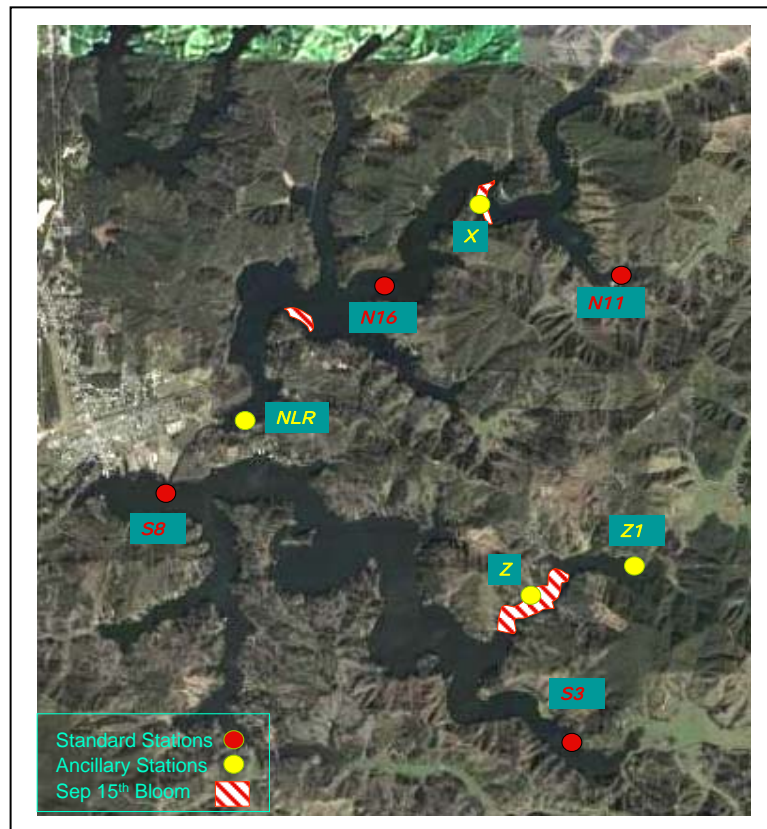 X
N16
N11
NLR
S8
Z1
Z
S3
Standard Stations
Ancillary Stations
Sep 15th Bloom